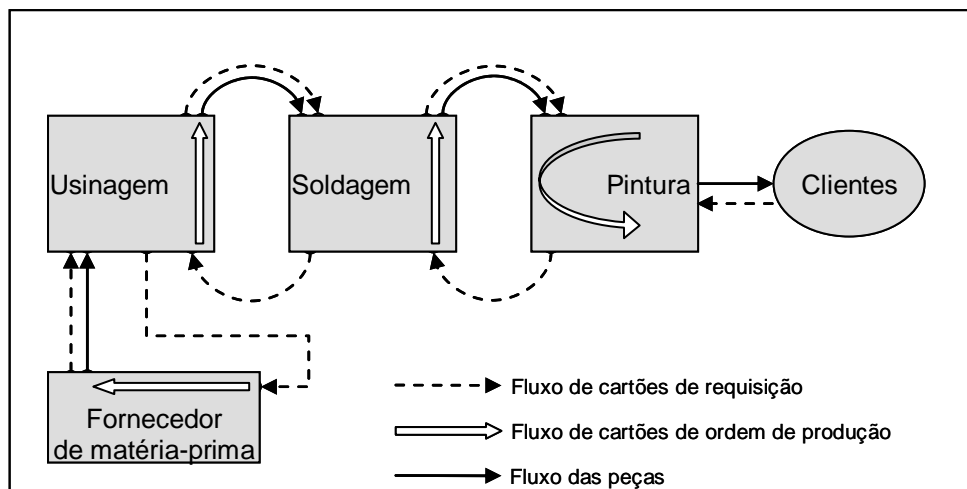 Usinagem
Soldagem
Pintura
Clientes
Fornecedor
de matéria-prima
Fluxo de cartões de requisição
Fluxo de cartões de ordem de produção
Fluxo das peças